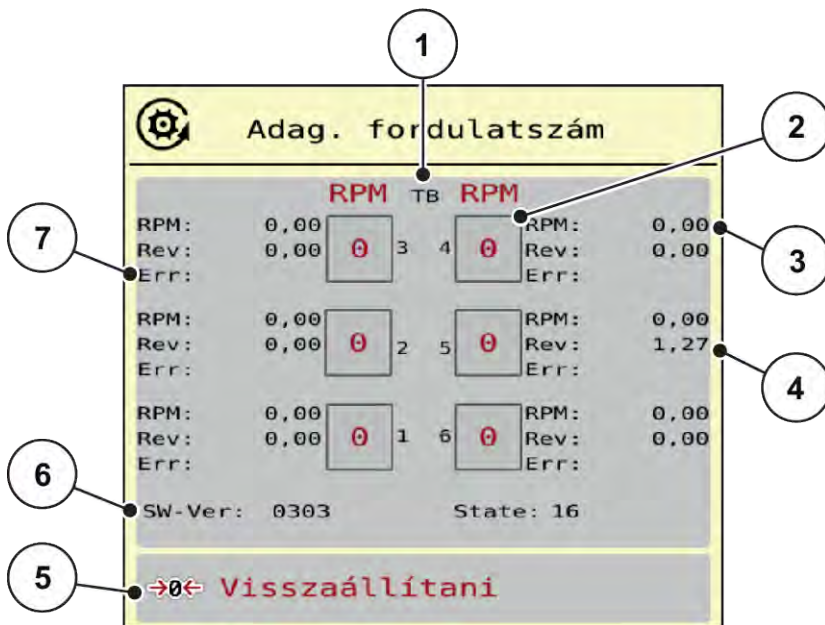 1
Adag. fordulatszám
2
RPM TB RPM
RPM: 0,00 RPM: 0,00
7 Rev: 0,00 0 3 4 0 Rev: 0,00 3
Err: Err:
RPM: 0,00 RPM: 0,00
Rev: 0,00 0 2 5 0 Rev: 1,27
Err: Err:
4
RPM: 0,00 RPM: 0,00
Rev: 0,00 0 1 6 0 Rev: 0,00
Err: Err:
6
SW-Ver: 0303 State: 16
5 →0← Visszaállítani